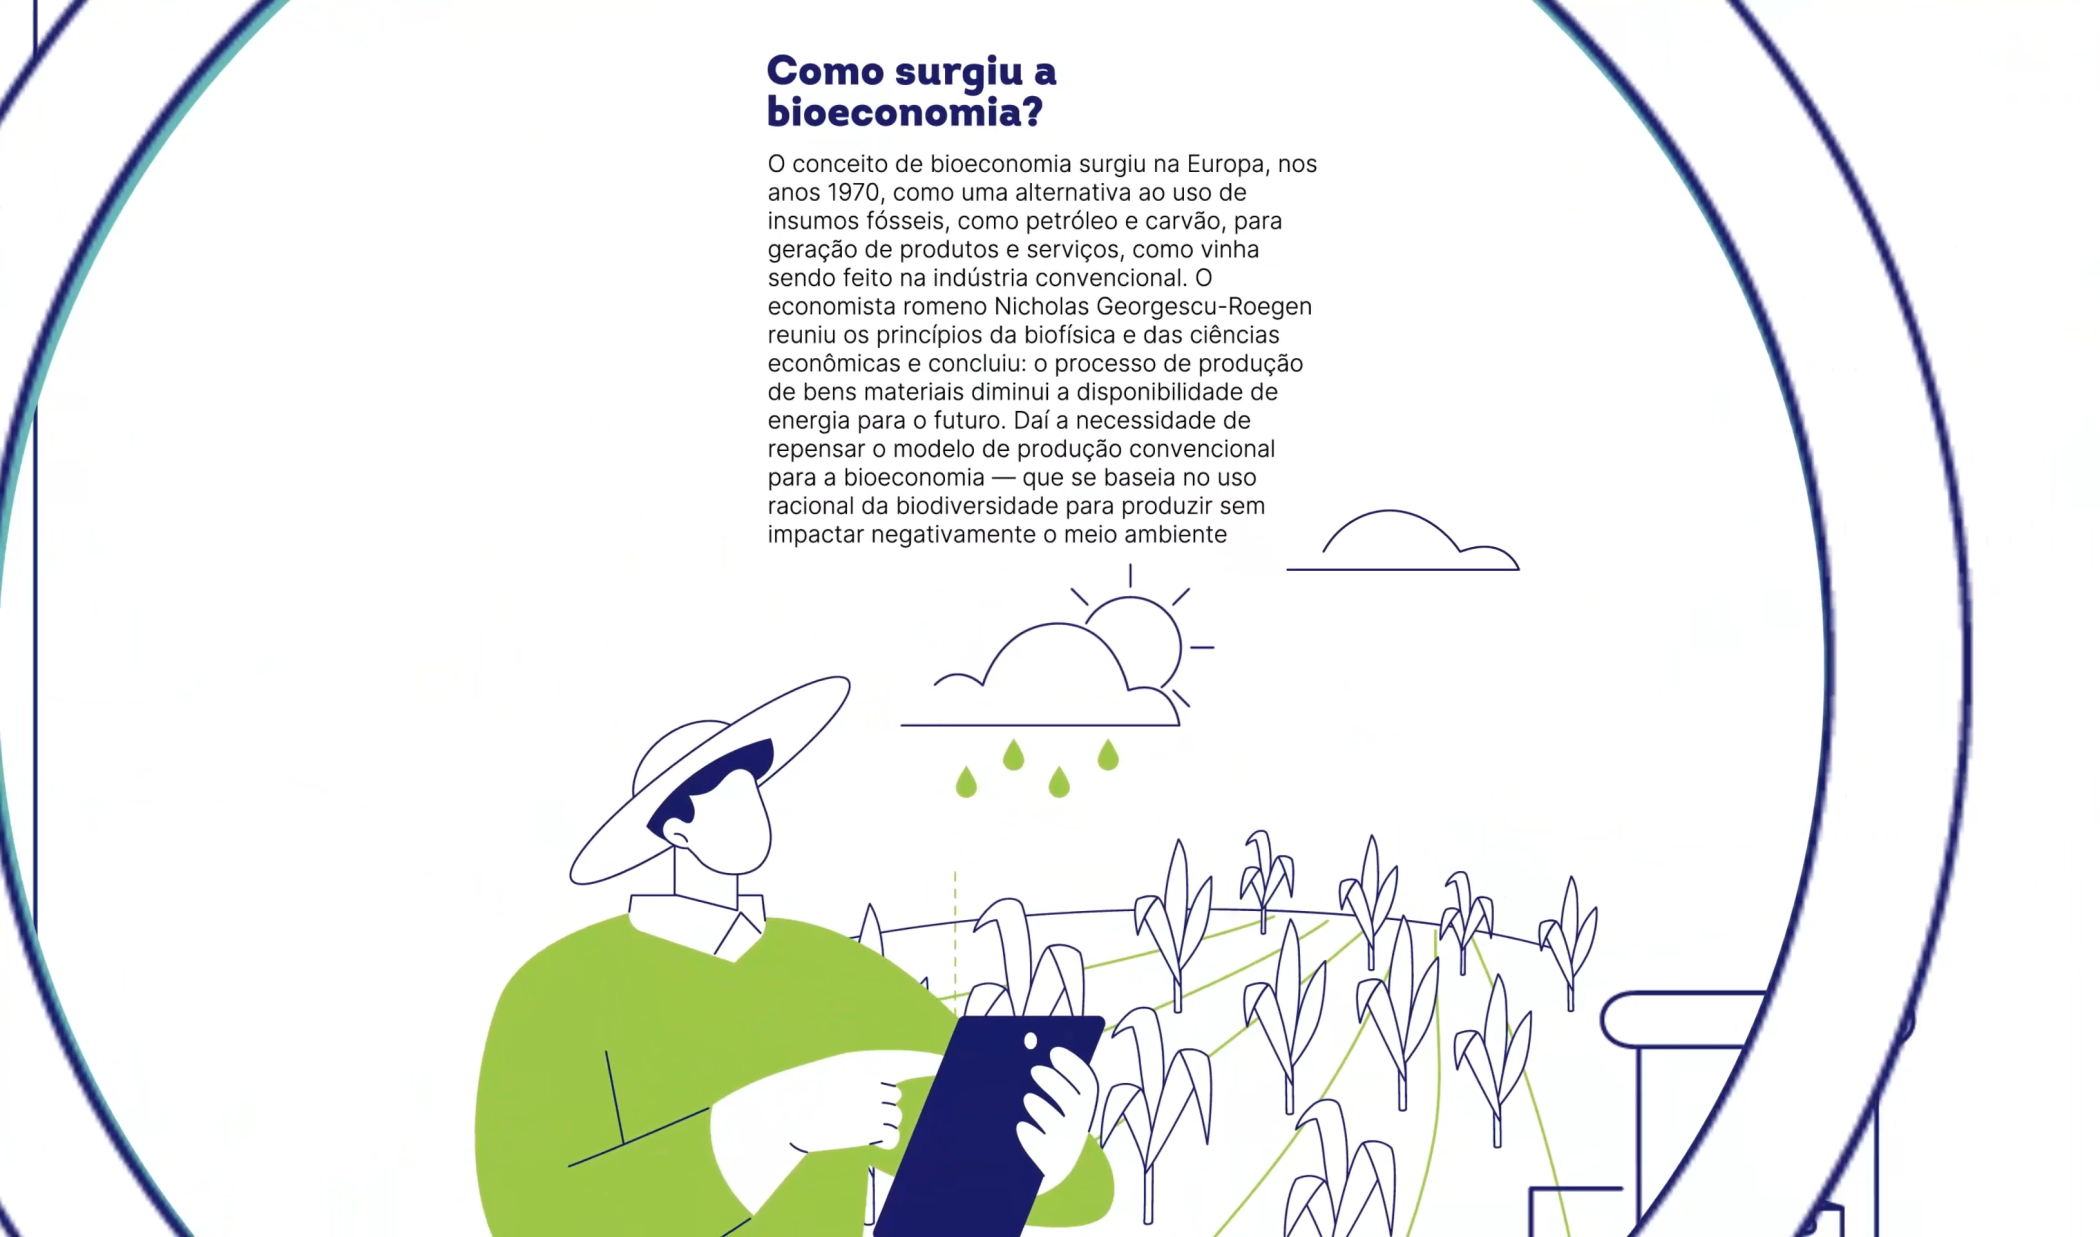 Como surgiu a
bioeconomia?
O conceito de bioeconomia surgiu na Europa, nos
anos 1970, como uma alternativa ao uso de
insumos fósseis, como petróleo e carvão, para
geração de produtos e serviços, como vinha
sendo feito na indústria convencional. O
economista romeno Nicholas Georgescu-Roegen
reuniu os princípios da biofísica e das ciências
econômicas e concluiu: o processo de produção
de bens materiais diminui a disponibilidade de
energia para o futuro. Daí a necessidade de
repensar o modelo de produção convencional
para a bioeconomia — que se baseia no uso
racional da biodiversidade para produzir sem
impactar negativamente o meio ambiente